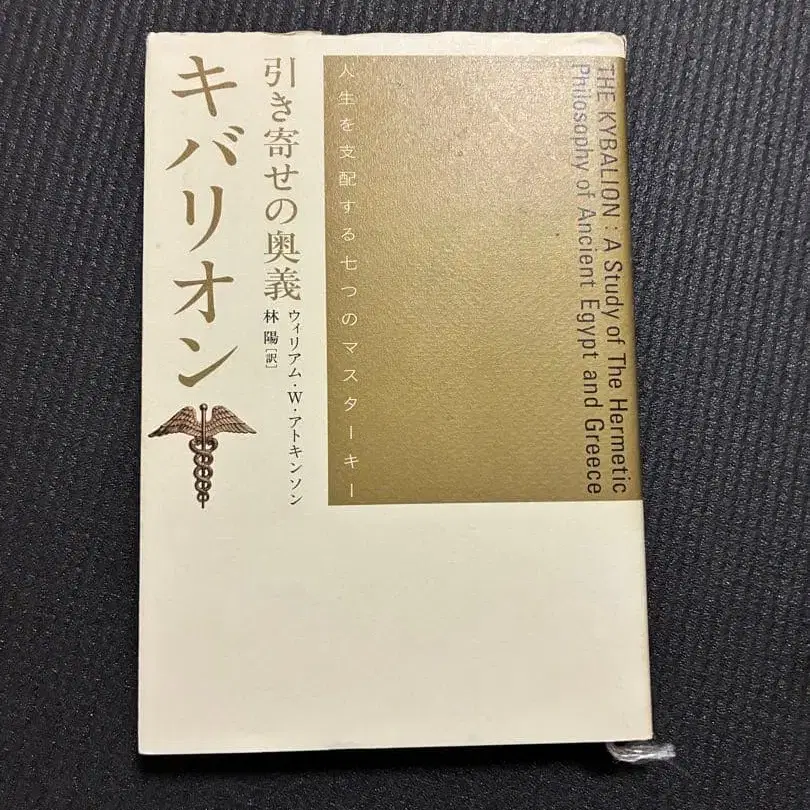 THE KYBALION : A Study of The Hermetic
Philosophy of Ancient Egypt and Greece
人生を支配する七つのマスターキー
引き寄せの奥義
キバリオン
ウィリアム・W・アトキンソン
林 陽[訳]